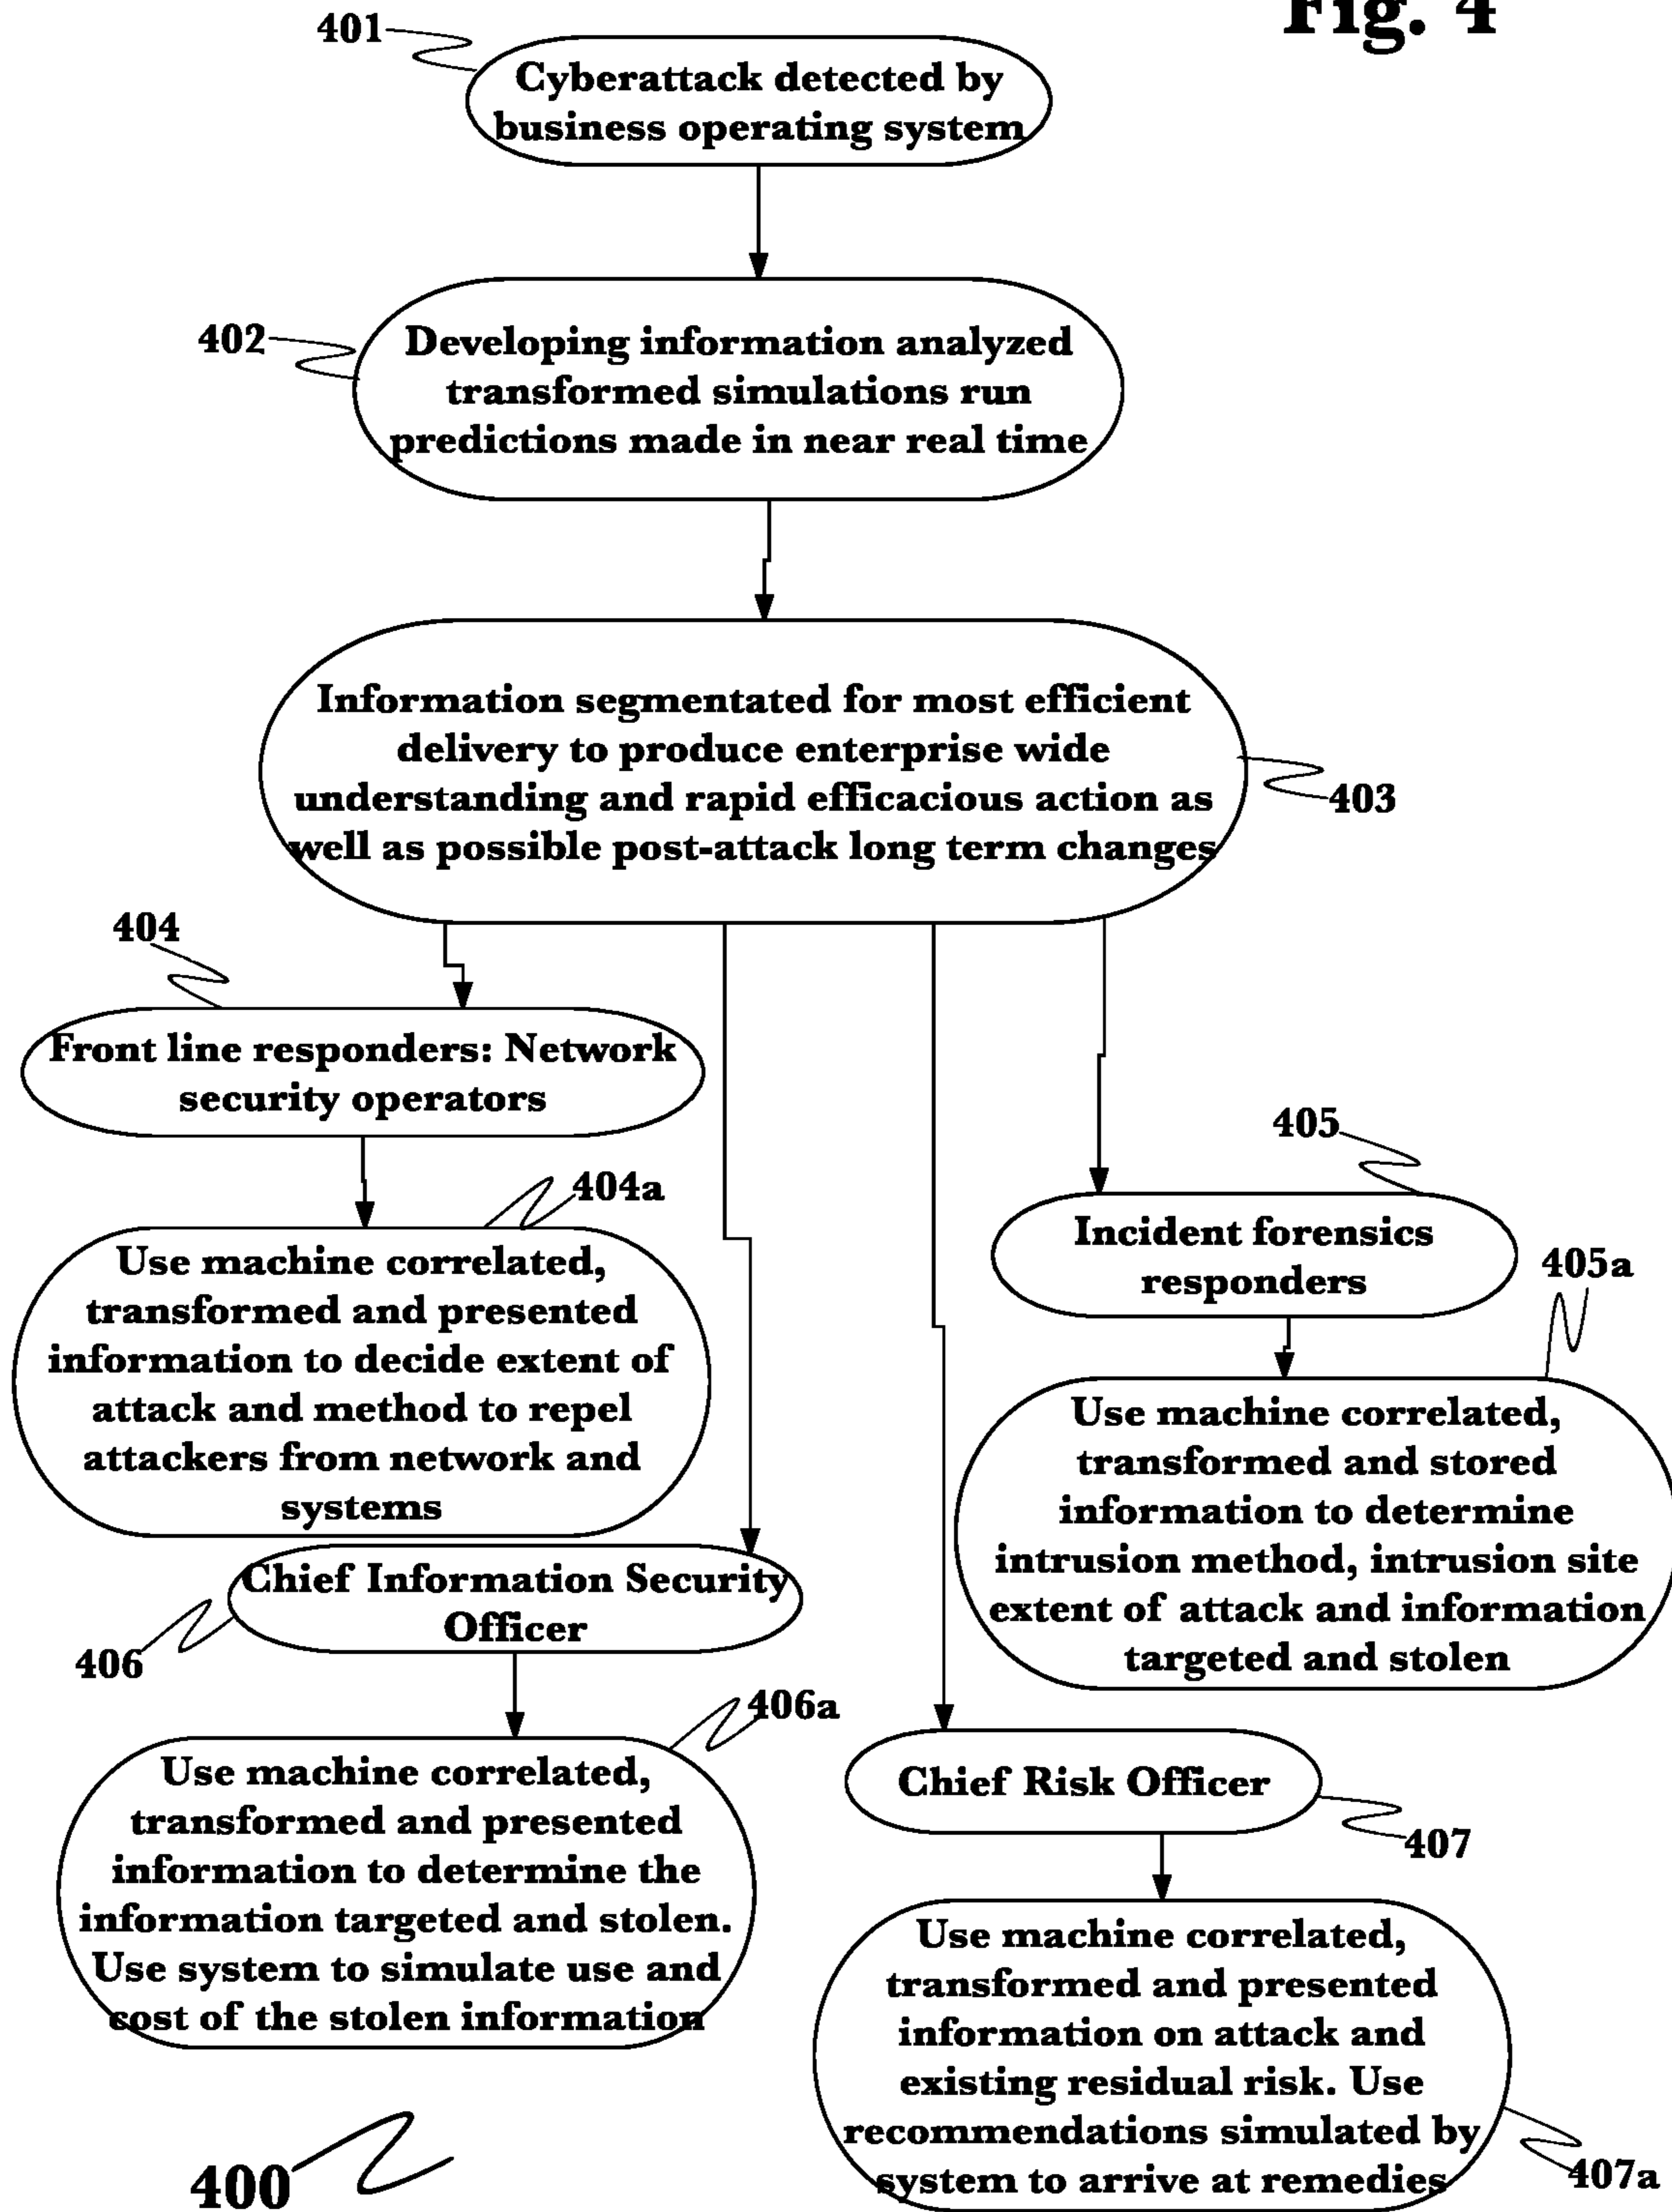 Fig. 4
401
Cyberattack detected by
business operating system
402
Developing information analyzed
transformed simulations run
predictions made in near real time
Information segmentated for most efficient
delivery to produce enterprise wide
understanding and rapid efficacious action as
well as possible post-attack long term changes
403
404
Front line responders: Network
security operators
404a
Use machine correlated,
transformed and presented
information to decide extent of
attack and method to repel
attackers from network and
systems
405
Incident forensics
responders
405a
Use machine correlated,
transformed and stored
information to determine
intrusion method, intrusion site
extent of attack and information
targeted and stolen
Chief Information Security
Officer
406
406a
Use machine correlated,
transformed and presented
information to determine the
information targeted and stolen.
Use system to simulate use and
cost of the stolen information
Chief Risk Officer
407
Use machine correlated,
transformed and presented
information on attack and
existing residual risk. Use
recommendations simulated by
system to arrive at remedies
407a
400